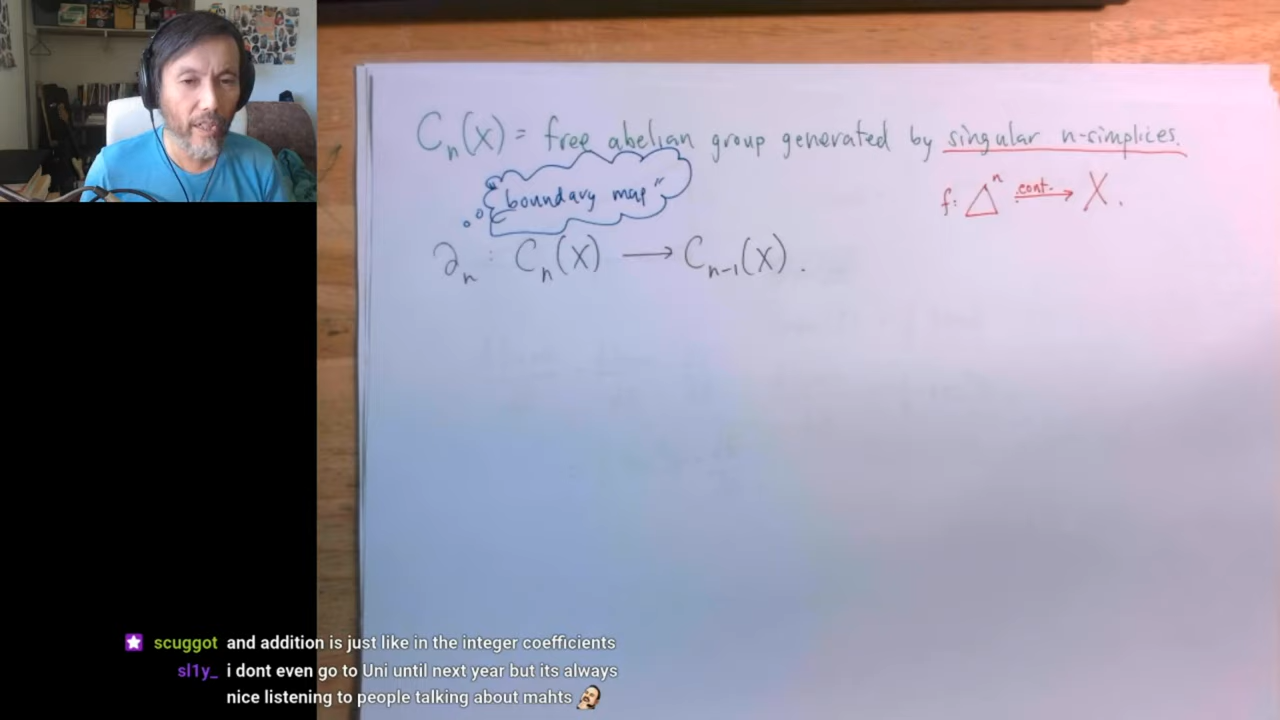 Cₙ(X) = free abelian group generated by singular n-simplices.
"boundary map"
f: Δⁿ cont. → X.
∂ₙ : Cₙ(X) → Cₙ₋₁(X).
scuggot and addition is just like in the integer coefficients
sl1y_ i dont even go to Uni until next year but its always
nice listening to people talking about mahts